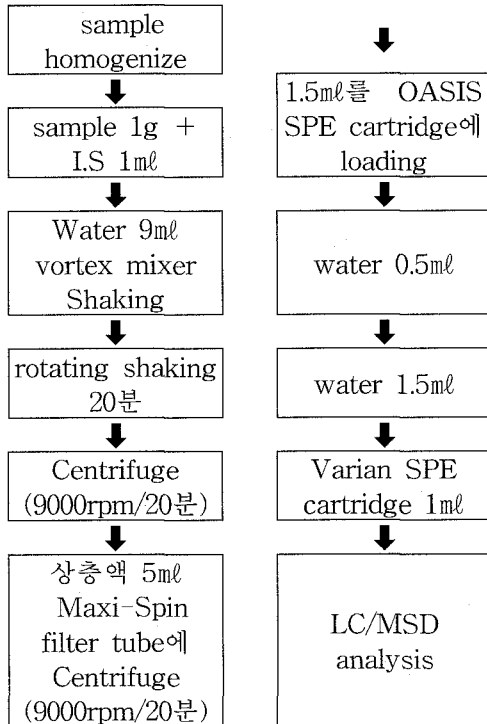 sample
homogenize
sample 1g +
I.S 1㎖
Water 9㎖
vortex mixer
Shaking
rotating shaking
20분
Centrifuge
(9000rpm/20분)
상층액 5㎖
Maxi-Spin
filter tube에
Centrifuge
(9000rpm/20분)
1.5㎖를 OASIS
SPE cartridge에
loading
water 0.5㎖
water 1.5㎖
Varian SPE
cartridge 1㎖
LC/MSD
analysis